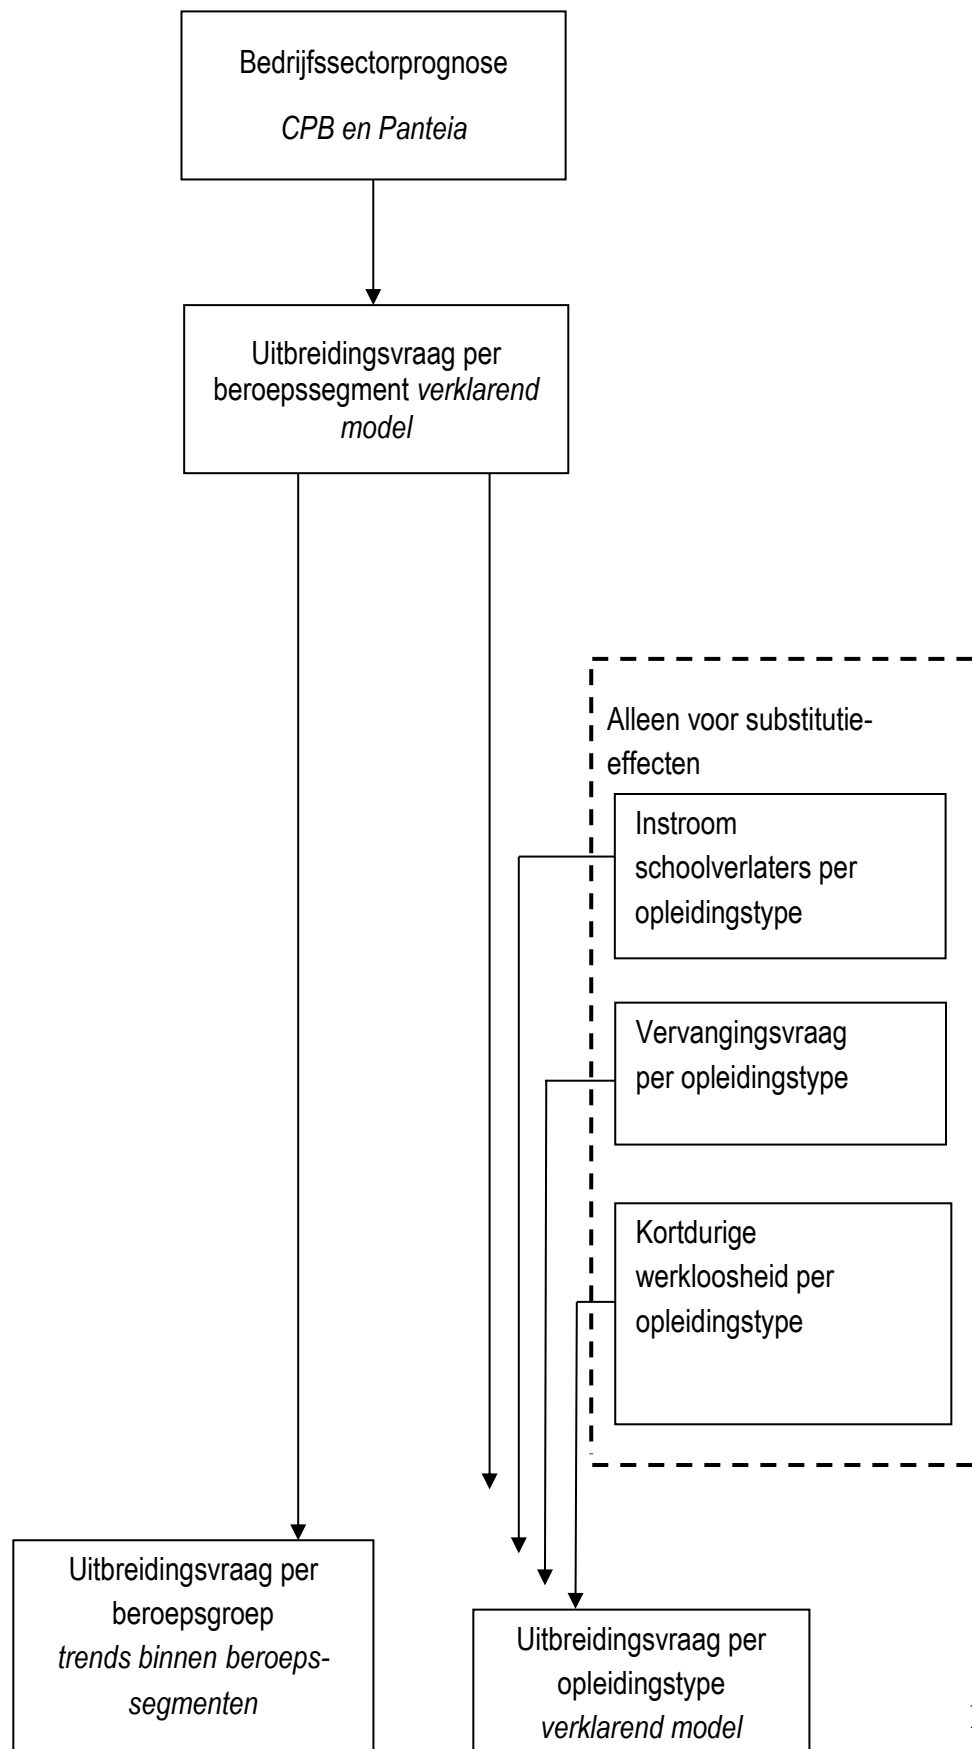 Bedrijfssectorprognose
CPB en Panteia
Uitbreidingsvraag per
beroepssegment verklarend
model
Alleen voor substitutie-
effecten
Instroom
schoolverlaters per
opleidingstype
Vervangingsvraag
per opleidingstype
Kortdurige
werkloosheid per
opleidingstype
Uitbreidingsvraag per
beroepsgroep
trends binnen beroeps-
segmenten
Uitbreidingsvraag per
opleidingstype
verklarend model